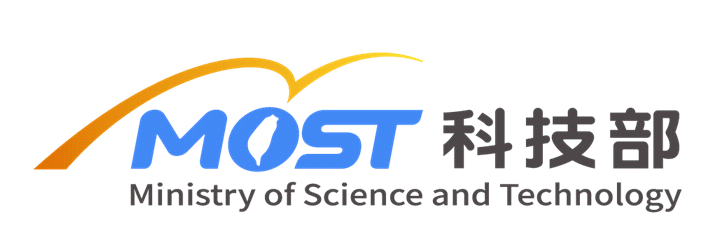 MOST 科技部
Ministry of Science and Technology